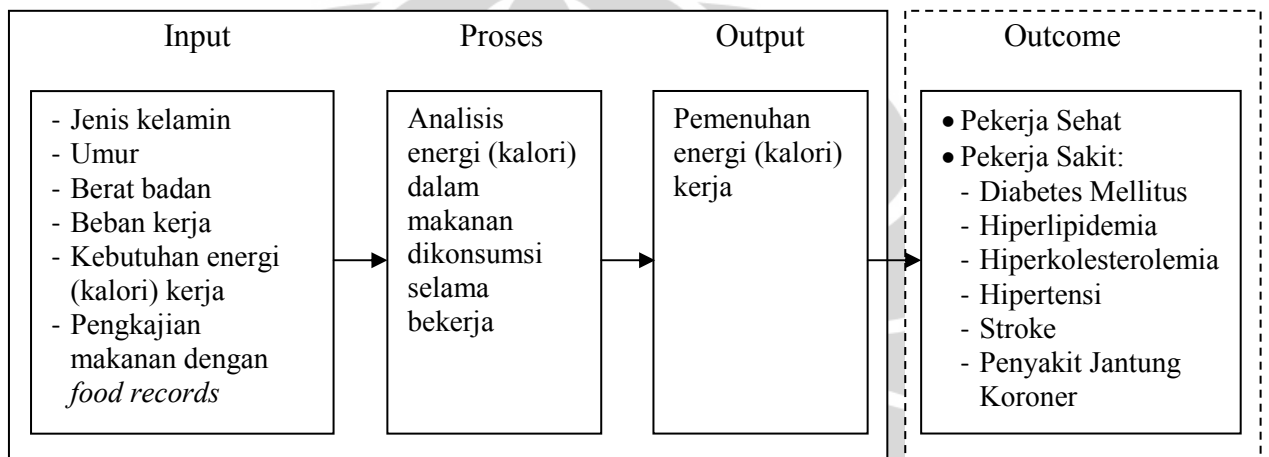 Input
- Jenis kelamin
- Umur
- Berat badan
- Beban kerja
- Kebutuhan energi
(kalori) kerja
- Pengkajian
makanan dengan
food records
Proses
Analisis
energi (kalori)
dalam
makanan
dikonsumsi
selama
bekerja
Output
Pemenuhan
energi (kalori)
kerja
Outcome
• Pekerja Sehat
• Pekerja Sakit:
- Diabetes Mellitus
- Hiperlipidemia
- Hiperkolesterolemia
- Hipertensi
- Stroke
- Penyakit Jantung
Koroner